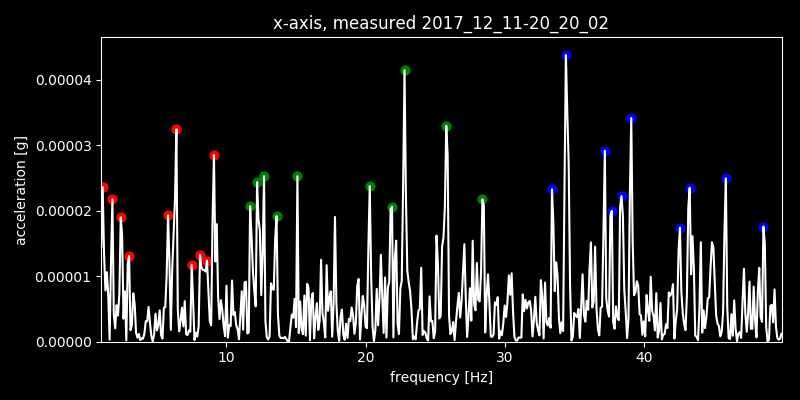 x-axis, measured 2017_12_11-20_20_02
0.00004
0.00003
0.00002
0.00001
0.00000
acceleration [g]
10 20 30 40
frequency [Hz]